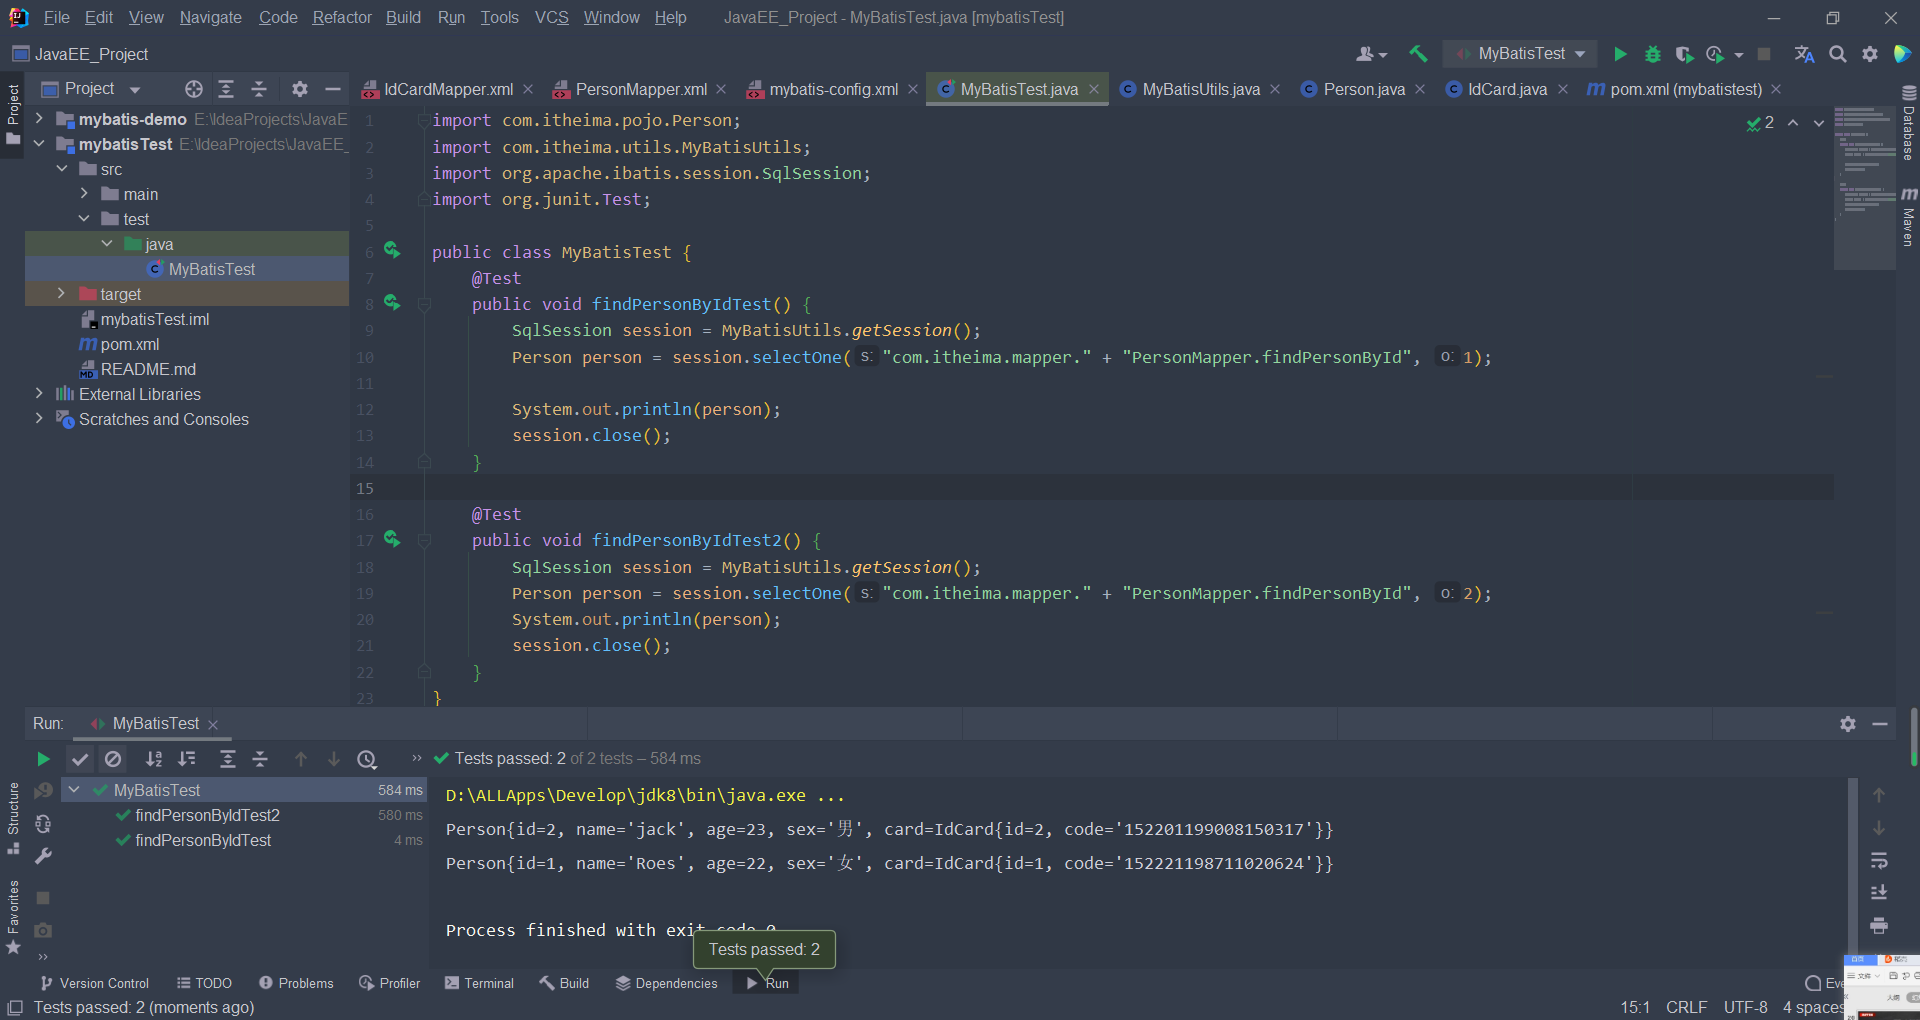 File Edit View Navigate Code Refactor Build Run Tools VCS Window Help JavaEE_Project - MyBatisTest.java [mybatisTest]
JavaEE_Project
MyBatisTest
Project
IdCardMapper.xml PersonMapper.xml mybatis-config.xml MyBatisTest.java MyBatisUtils.java Person.java IdCard.java pom.xml (mybatistest)
Project
mybatis-demo E:\IdeaProjects\JavaE
mybatisTest E:\IdeaProjects\JavaEE_
src
main
test
java
MyBatisTest
target
mybatisTest.iml
pom.xml
README.md
External Libraries
Scratches and Consoles
1 import com.itheima.pojo.Person;
2 import com.itheima.utils.MyBatisUtils;
3 import org.apache.ibatis.session.SqlSession;
4 import org.junit.Test;
5
6 public class MyBatisTest {
7 @Test
8 public void findPersonByIdTest() {
9 SqlSession session = MyBatisUtils.getSession();
10 Person person = session.selectOne( s: "com.itheima.mapper." + "PersonMapper.findPersonById", o: 1);
11
12 System.out.println(person);
13 session.close();
14 }
15
16 @Test
17 public void findPersonByIdTest2() {
18 SqlSession session = MyBatisUtils.getSession();
19 Person person = session.selectOne( s: "com.itheima.mapper." + "PersonMapper.findPersonById", o: 2);
20 System.out.println(person);
21 session.close();
22 }
23 }
2
Database
Maven
Run: MyBatisTest
Tests passed: 2 of 2 tests – 584 ms
MyBatisTest 584 ms
findPersonByIdTest2 580 ms
findPersonByIdTest 4 ms
D:\ALLApps\Develop\jdk8\bin\java.exe ...
Person{id=2, name='jack', age=23, sex='男', card=IdCard{id=2, code='152201199008150317'}}
Person{id=1, name='Roes', age=22, sex='女', card=IdCard{id=1, code='152221198711020624'}}
Process finished with exit code 0
Tests passed: 2
Structure
Favorites
Version Control TODO Problems Profiler Terminal Build Dependencies Run Eve
Tests passed: 2 (moments ago) 15:1 CRLF UTF-8 4 spaces
首页
文件
大纲